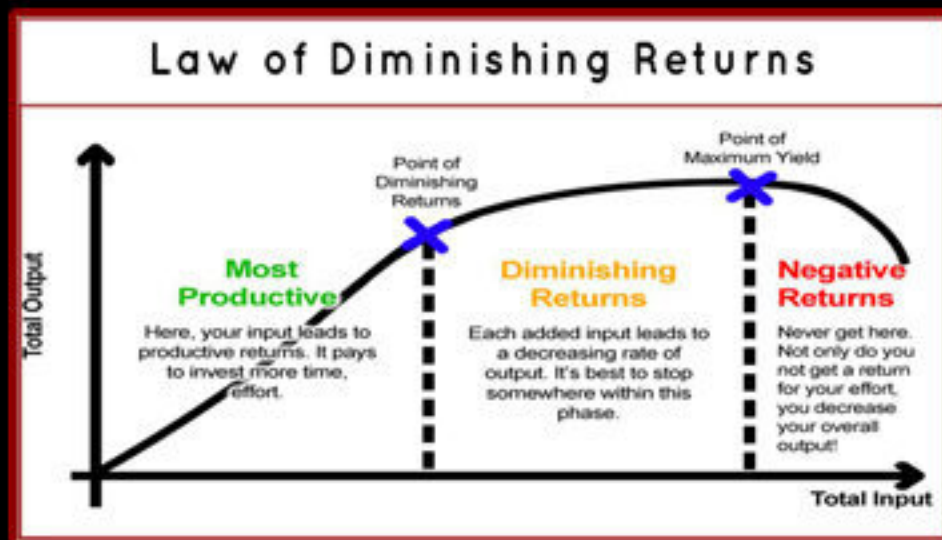 Law of Diminishing Returns
Point of
Maximum Yield
Point of
Diminishing
Returns
Total Output
Most
Productive
Here, your input leads to
productive returns. It pays
to invest more time,
effort.
Diminishing
Returns
Each added input leads to
a decreasing rate of
output. It's best to stop
somewhere within this
phase.
Negative
Returns
Never get here.
Not only do you
not get a return
for your effort,
you decrease
your overall
output!
Total Input